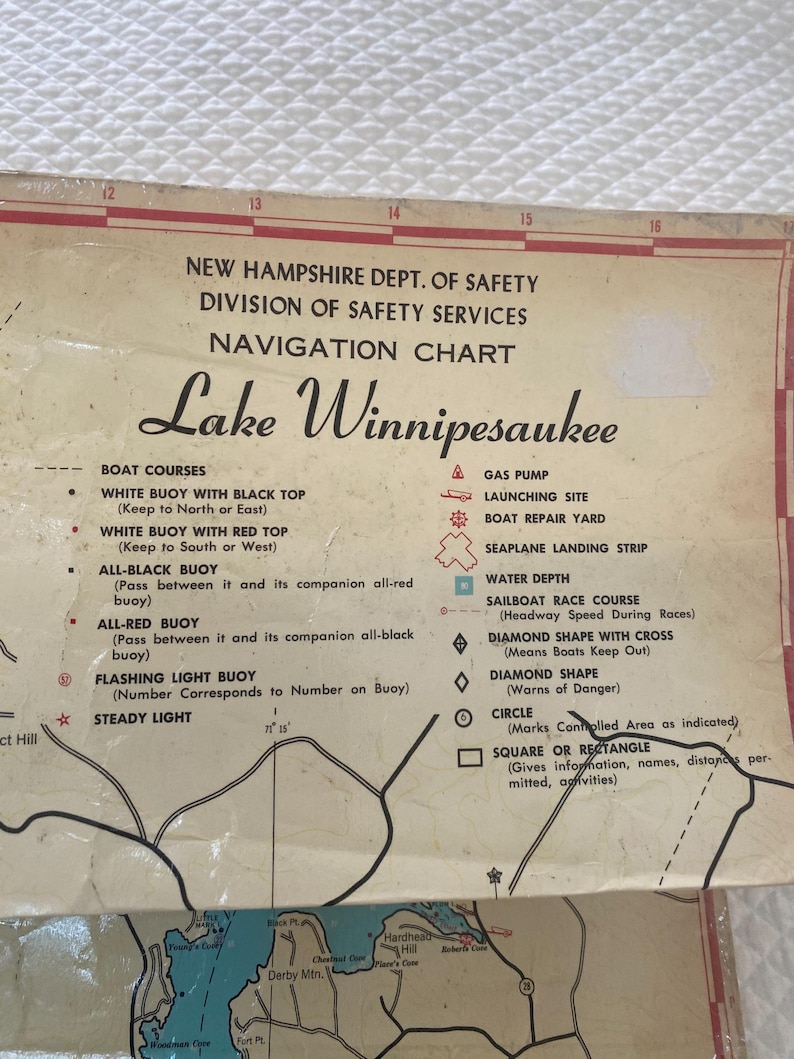 12
13
14
15
16
17
NEW HAMPSHIRE DEPT. OF SAFETY
DIVISION OF SAFETY SERVICES
NAVIGATION CHART
Lake Winnipesaukee
BOAT COURSES
WHITE BUOY WITH BLACK TOP
(Keep to North or East)
WHITE BUOY WITH RED TOP
(Keep to South or West)
ALL-BLACK BUOY
(Pass between it and its companion all-red
buoy)
ALL-RED BUOY
(Pass between it and its companion all-black
buoy)
57
FLASHING LIGHT BUOY
(Number Corresponds to Number on Buoy)
STEADY LIGHT
GAS PUMP
LAUNCHING SITE
BOAT REPAIR YARD
SEAPLANE LANDING STRIP
80
WATER DEPTH
SAILBOAT RACE COURSE
(Headway Speed During Races)
DIAMOND SHAPE WITH CROSS
(Means Boats Keep Out)
DIAMOND SHAPE
(Warns of Danger)
6
CIRCLE
(Marks Controlled Area as indicated)
SQUARE OR RECTANGLE
(Gives information, names, distances per-
mitted, activities)
71° 15'
ct Hill
LITTLE
MARK I.
Young's Cove
Black Pt.
Hardhead
Hill
Roberts Cove
Chestnut Cove
Place's Cove
Derby Mtn.
28
Woodman Cove
Fort Pt.